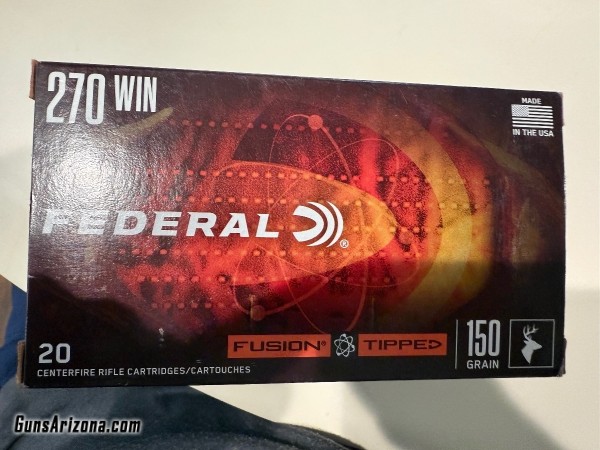 270 WIN
MADE
IN THE USA
FEDERAL®
FUSION® TIPPED
150
GRAIN
20
CENTERFIRE RIFLE CARTRIDGES/CARTOUCHES
GunsArizona.com